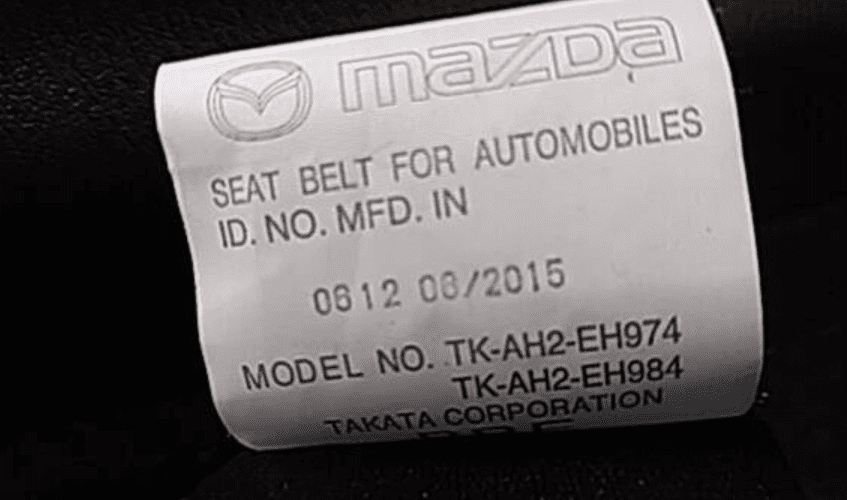 mazda
SEAT BELT FOR AUTOMOBILES
ID. NO. MFD. IN
0612 06/2015
MODEL NO. TK-AH2-EH974
TK-AH2-EH984
TAKATA CORPORATION